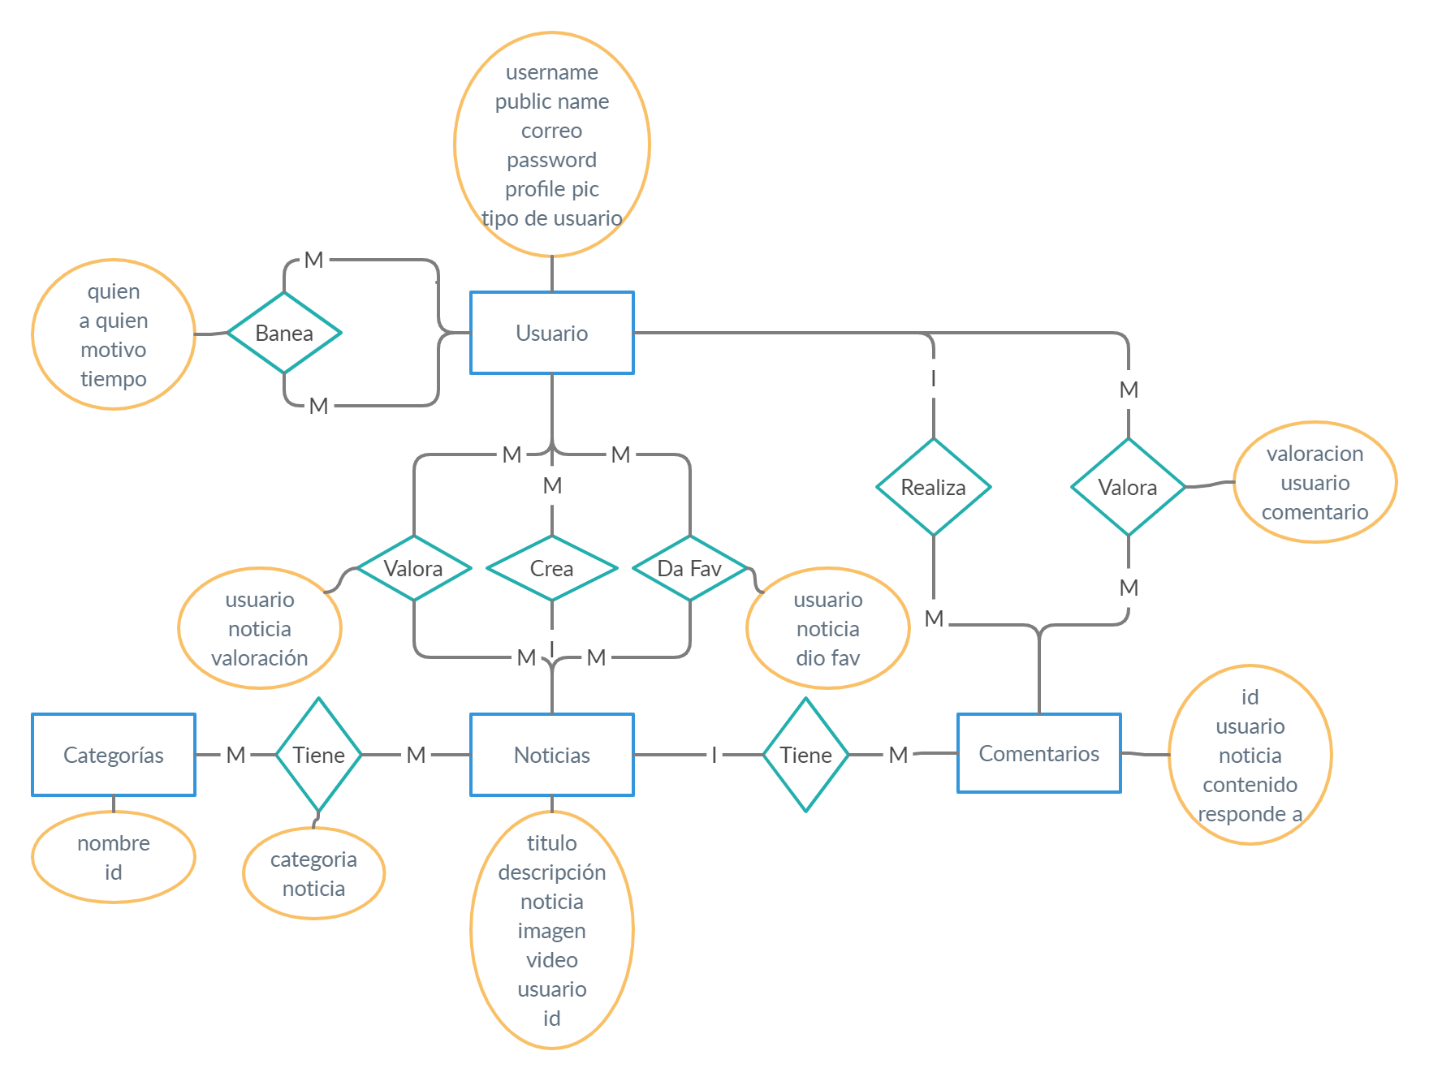 username
public name
correo
password
profile pic
tipo de usuario
M
quien
a quien
motivo
tiempo
Banea
Usuario
M
I
M
M
M
M
valoracion
usuario
comentario
Realiza
Valora
Valora
Crea
Da Fav
usuario
noticia
valoración
usuario
noticia
dio fav
M
M
I
M
M
id
usuario
noticia
contenido
responde a
Categorías
M
Tiene
M
Noticias
I
Tiene
M
Comentarios
nombre
id
categoria
noticia
titulo
descripción
noticia
imagen
video
usuario
id